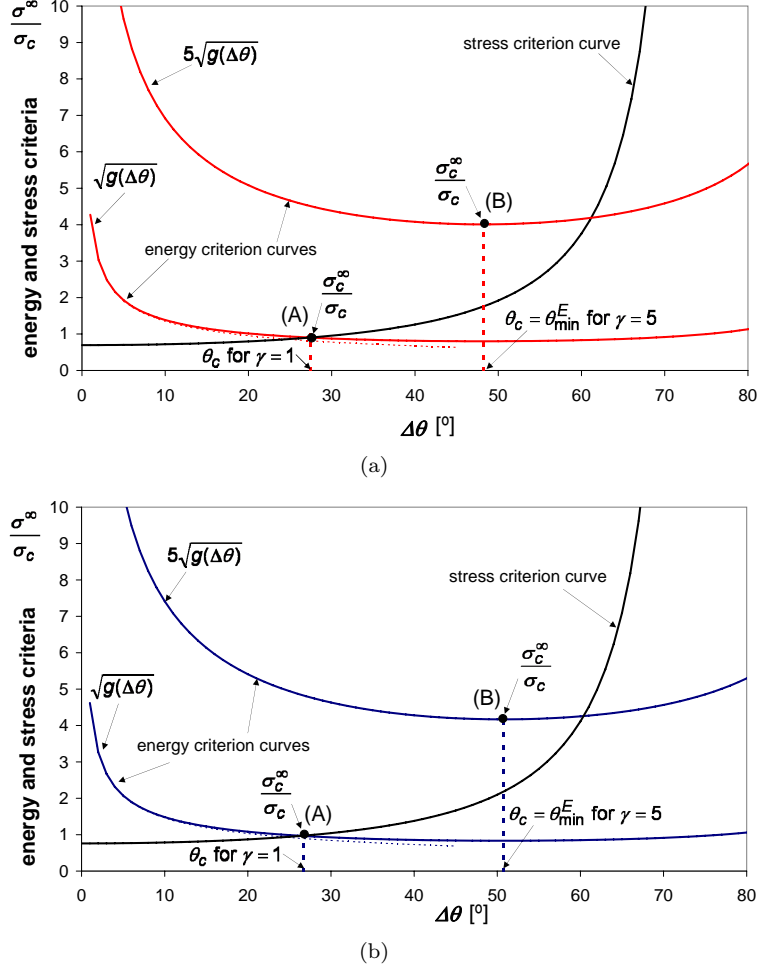 σ∞
σc
energy and stress criteria
10
9
8
7
6
5
4
3
2
1
0
5√g(Δθ)
stress criterion curve
√g(Δθ)
σc∞
σc
(B)
energy criterion curves
σc∞
σc
(A)
θc for γ = 1
θc = θEmin for γ = 5
0 10 20 30 40 50 60 70 80
Δθ [º]
(a)
σ∞
σc
energy and stress criteria
10
9
8
7
6
5
4
3
2
1
0
5√g(Δθ)
stress criterion curve
√g(Δθ)
σc∞
σc
(B)
energy criterion curves
σc∞
σc
(A)
θc for γ = 1
θc = θEmin for γ = 5
0 10 20 30 40 50 60 70 80
Δθ [º]
(b)